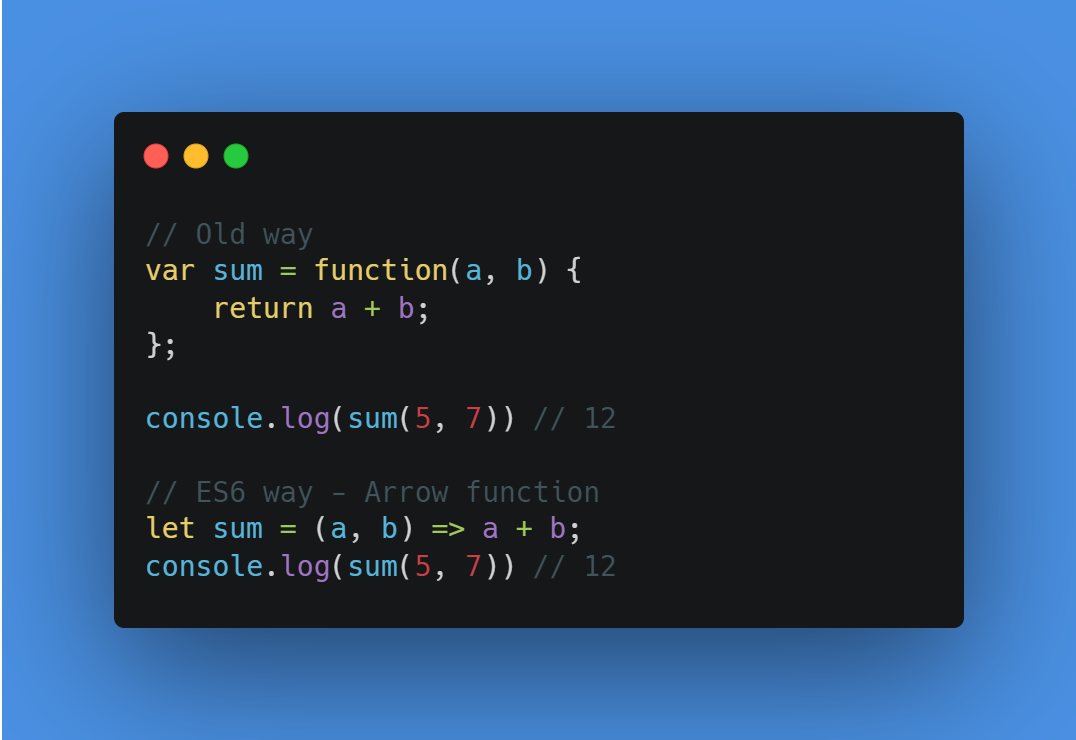 // Old way
var sum = function(a, b) {
    return a + b;
};
console.log(sum(5, 7)) // 12
// ES6 way - Arrow function
let sum = (a, b) => a + b;
console.log(sum(5, 7)) // 12